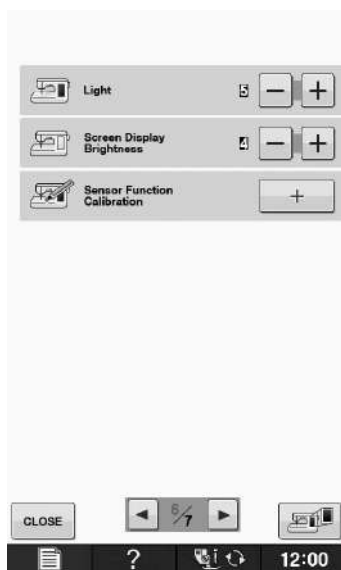 Light 5 − +
Screen Display
Brightness 4 − +
Sensor Function
Calibration +
CLOSE 6/7
? 12:00